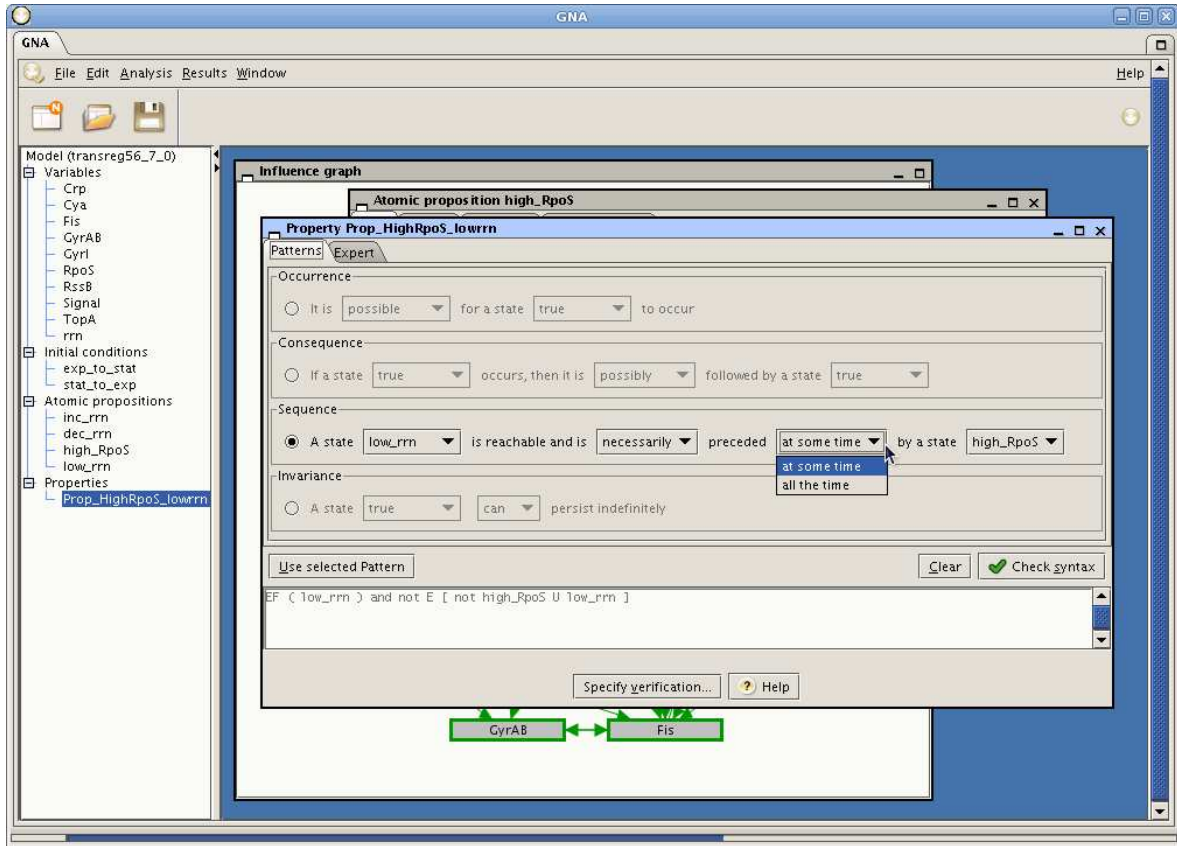 GNA
GNA
File Edit Analysis Results Window Help
Model (transreg56_7_0)
Variables
Crp
Cya
Fis
GyrAB
GyrI
RpoS
RssB
Signal
TopA
rrn
Initial conditions
exp_to_stat
stat_to_exp
Atomic propositions
inc_rrn
dec_rrn
high_RpoS
low_rrn
Properties
Prop_HighRpoS_lowrrn
Influence graph
Atomic proposition high_RpoS
Property Prop_HighRpoS_lowrrn
Patterns Expert
Occurrence
It is possible for a state true to occur
Consequence
If a state true occurs, then it is possibly followed by a state true
Sequence
A state low_rrn is reachable and is necessarily preceded at some time by a state high_RpoS
at some time
all the time
Invariance
A state true can persist indefinitely
Use selected Pattern Clear Check syntax
EF ( low_rrn ) and not E [ not high_RpoS U low_rrn ]
Specify verification... ? Help
GyrAB Fis